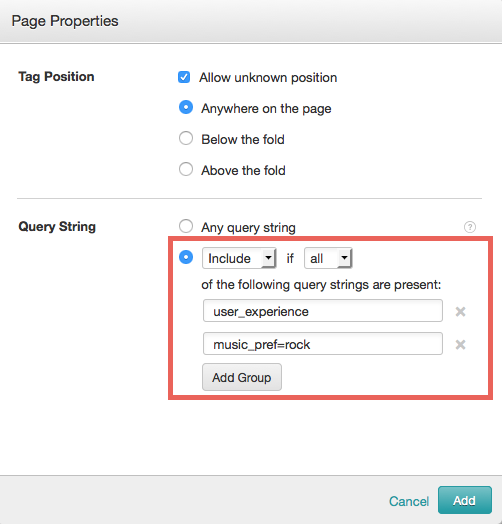 Page Properties
Tag Position
Allow unknown position
Anywhere on the page
Below the fold
Above the fold
Query String
Any query string
?
Include if all
of the following query strings are present:
user_experience
music_pref=rock
Add Group
Cancel Add